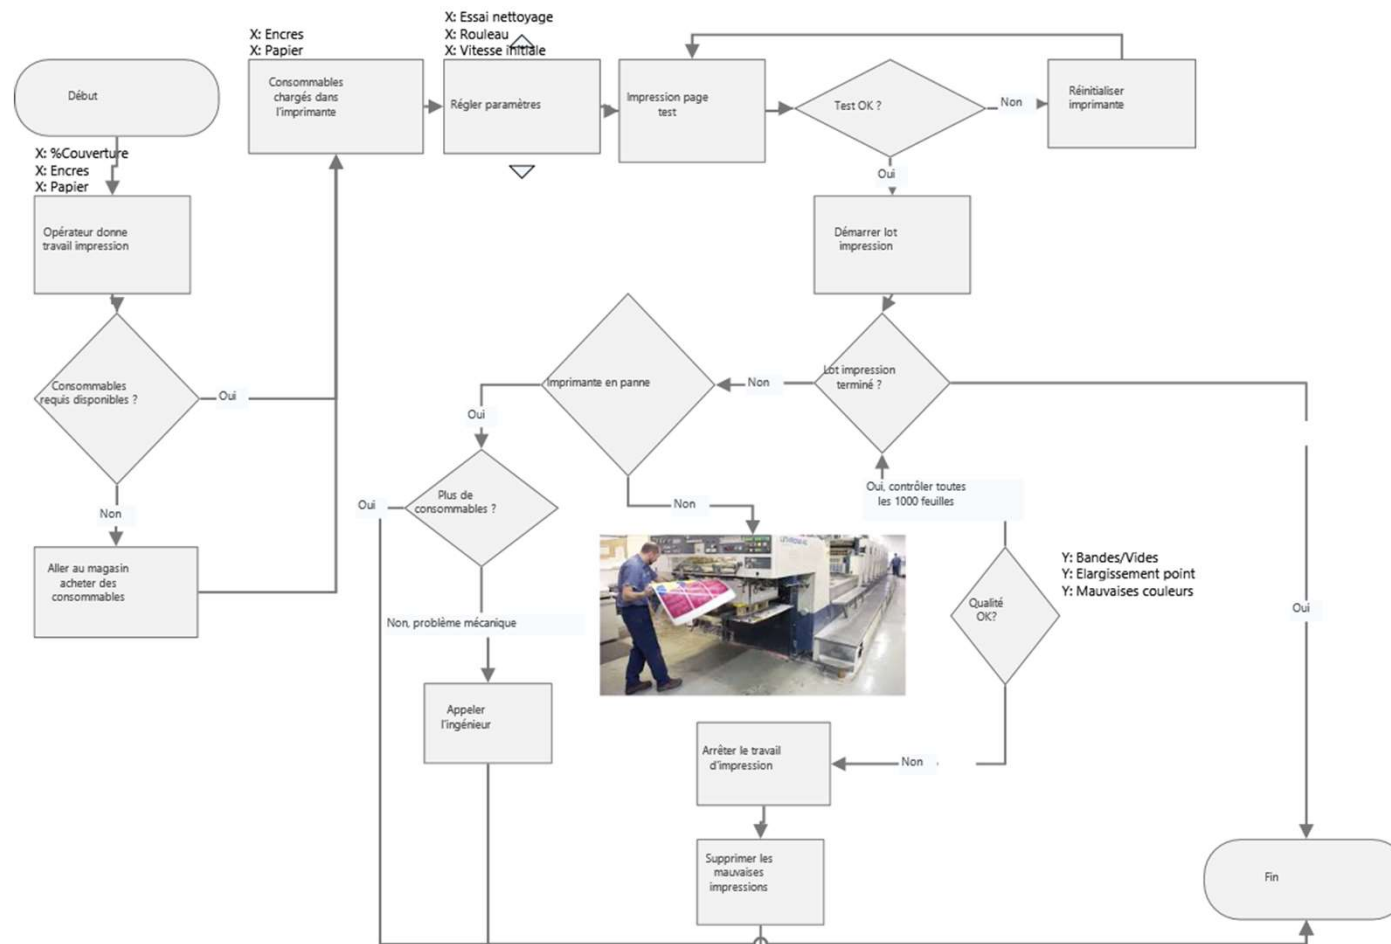 X: Encres
X: Papier
X: Essai nettoyage
X: Rouleau
X: Vitesse initiale
Début
Consommables
chargés dans
l'imprimante
Régler paramètres
Impression page
test
Test OK ?
Non
Réinitialiser
imprimante
X: %Couverture
X: Encres
X: Papier
Oui
Opérateur donne
travail impression
Démarrer lot
impression
Consommables
requis disponibles ?
Oui
Imprimante en panne
Non
Lot impression
terminé ?
Oui
Non
Oui
Plus de
consommables ?
Non
Oui, contrôler toutes
les 1000 feuilles
Aller au magasin
acheter des
consommables
Y: Bandes/Vides
Y: Elargissement point
Y: Mauvaises couleurs
Qualité
OK?
Oui
Non, problème mécanique
Appeler
l'ingénieur
Arrêter le travail
d'impression
Non
Supprimer les
mauvaises
impressions
Fin